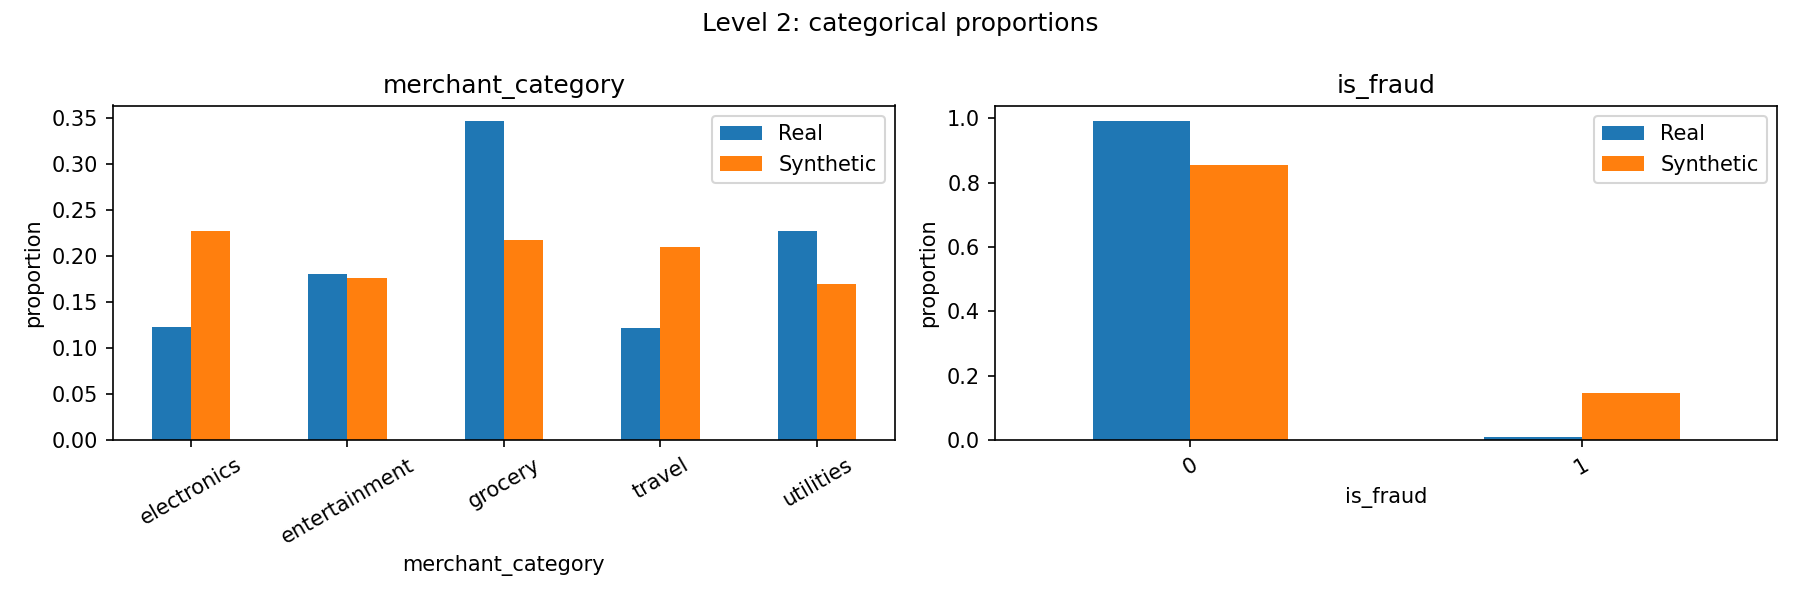 Level 2: categorical proportions
merchant_category
proportion
0.35
0.30
0.25
0.20
0.15
0.10
0.05
0.00
Real
Synthetic
electronics
entertainment
grocery
travel
utilities
merchant_category
is_fraud
proportion
1.0
0.8
0.6
0.4
0.2
0.0
Real
Synthetic
0
1
is_fraud